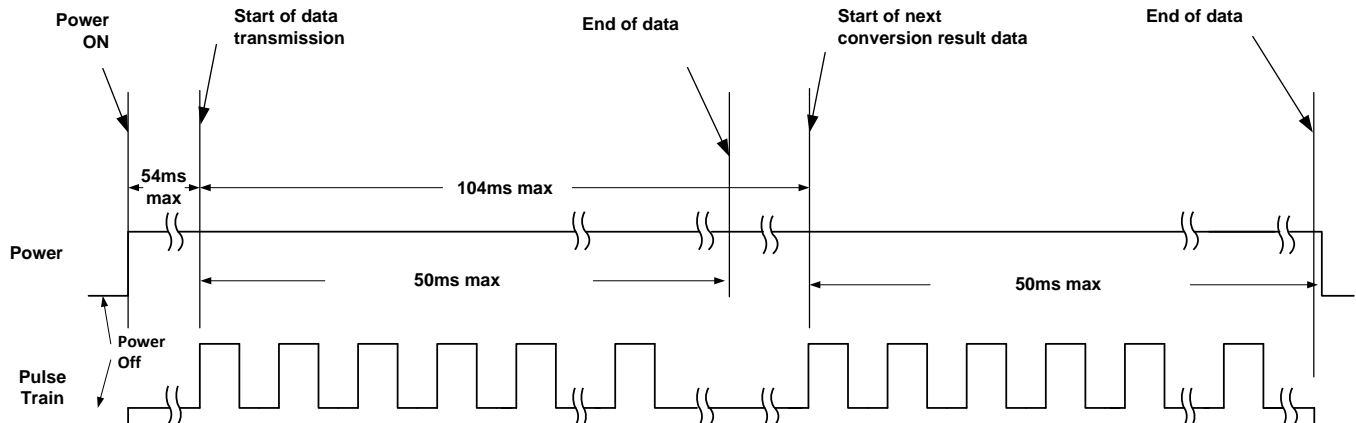 Power
ON
Start of data
transmission
End of data
Start of next
conversion result data
End of data
54ms
max
104ms max
Power
50ms max
50ms max
Power
Off
Pulse
Train